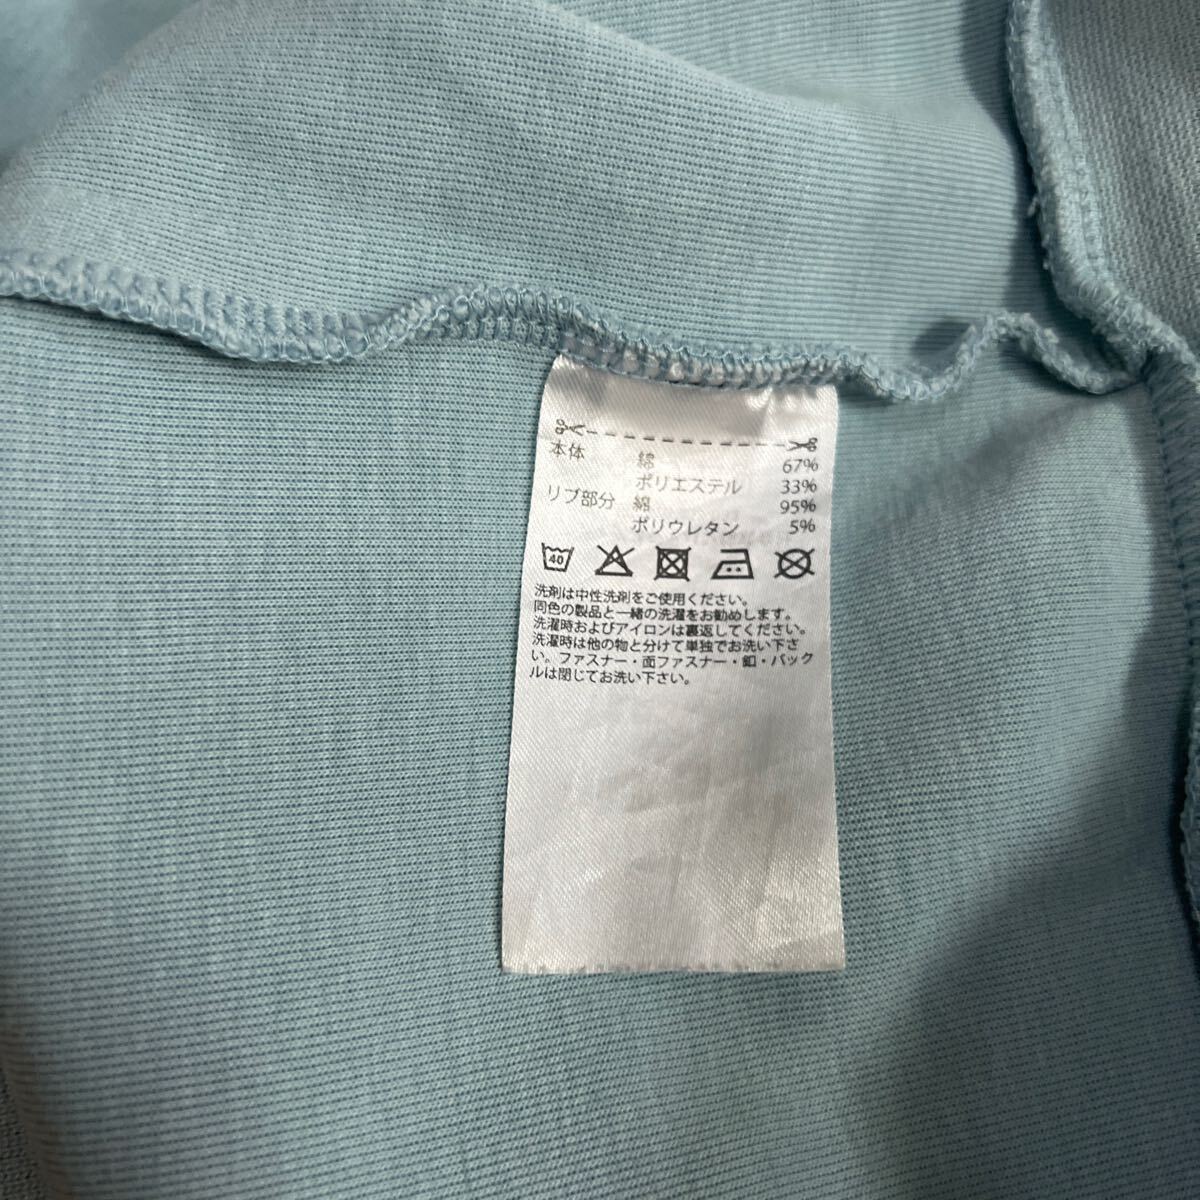 本体 綿 67%
ポリエステル 33%
リブ部分 綿 95%
ポリウレタン 5%
40
洗剤は中性洗剤をご使用ください。
同色の製品と一緒の洗濯をお勧めします。
洗濯時およびアイロンは裏返してください。
洗濯時は他の物と分けて単独でお洗い下さ
い。ファスナー・面ファスナー・釦・バック
ルは閉じてお洗い下さい。